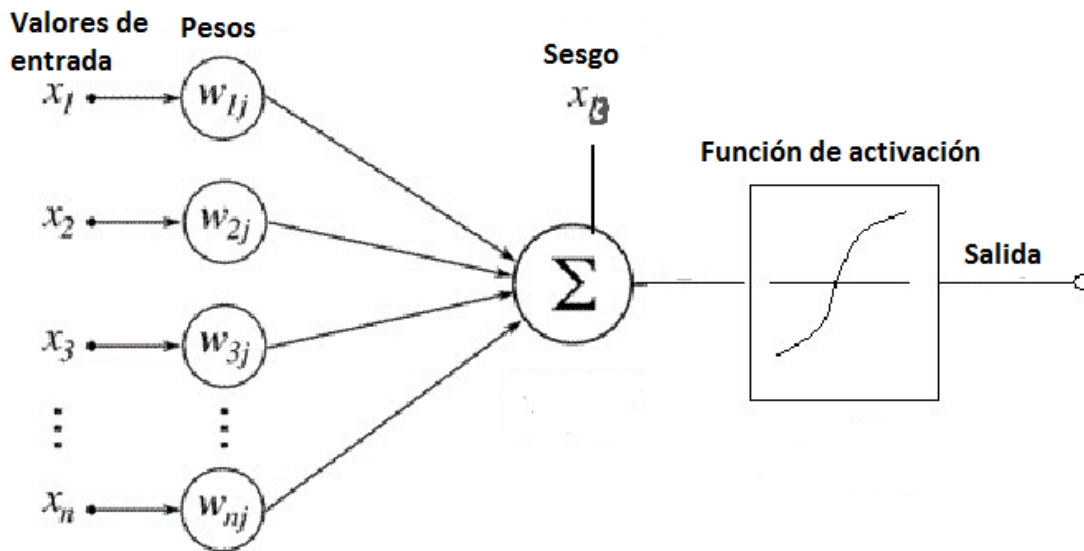 Valores de
entrada
Pesos
Sesgo
x1 w1j
Función de activación
x2 w2j
Σ
Salida
x3 w3j
xn wnj